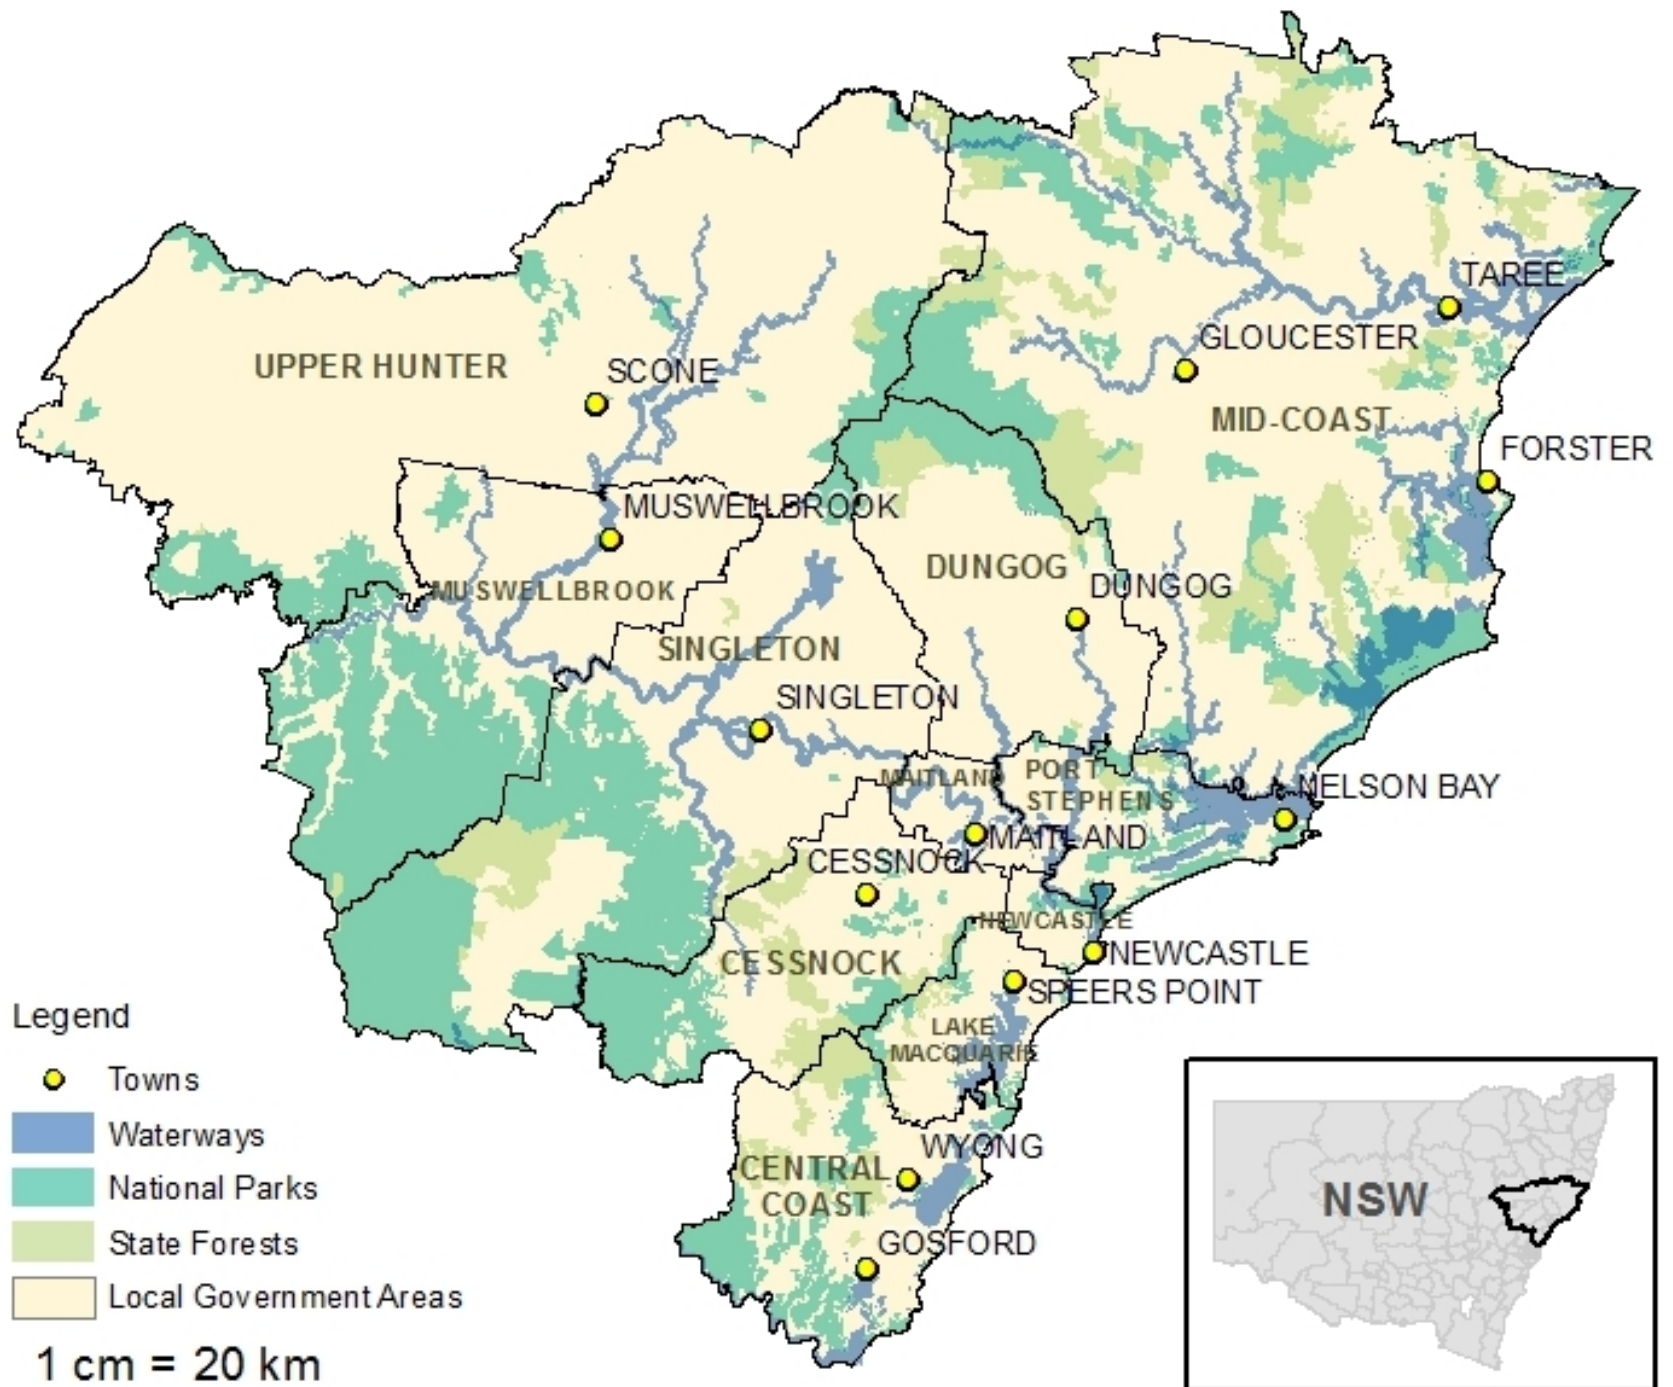 TAREE
GLOUCESTER
UPPER HUNTER
SCONE
MID-COAST
FORSTER
MUSWELLBROOK
DUNGOG
DUNGOG
MUSWELLBROOK
SINGLETON
SINGLETON
MAITLAND
PORT
STEPHENS
NELSON BAY
MAITLAND
CESSNOCK
NEWCASTLE
CESSNOCK
NEWCASTLE
SPEERS POINT
LAKE
MACQUARIE
WYONG
CENTRAL
COAST
GOSFORD
Legend
Towns
Waterways
National Parks
State Forests
Local Government Areas
1 cm = 20 km
NSW